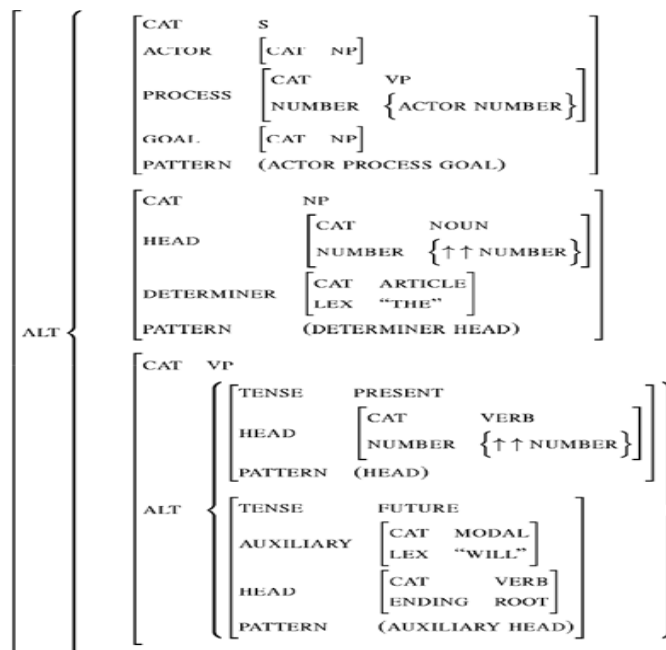 CAT S
ACTOR [CAT NP]
PROCESS [CAT VP
NUMBER {ACTOR NUMBER}]
GOAL [CAT NP]
PATTERN (ACTOR PROCESS GOAL)
CAT NP
HEAD [CAT NOUN
NUMBER {↑↑NUMBER}]
DETERMINER [CAT ARTICLE
LEX “THE”]
PATTERN (DETERMINER HEAD)
ALT
CAT VP
TENSE PRESENT
HEAD [CAT VERB
NUMBER {↑↑NUMBER}]
PATTERN (HEAD)
ALT
TENSE FUTURE
AUXILIARY [CAT MODAL
LEX “WILL”]
HEAD [CAT VERB
ENDING ROOT]
PATTERN (AUXILIARY HEAD)